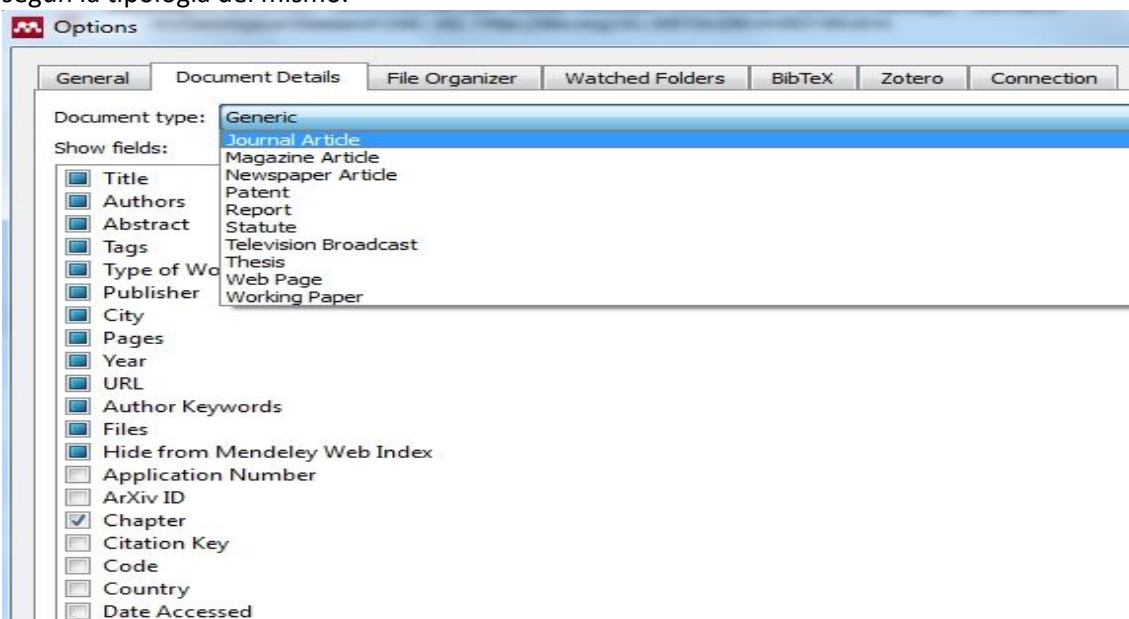 según la tipología del mismo.
Options
General Document Details File Organizer Watched Folders BibTeX Zotero Connection
Document type: Generic
Journal Article
Show fields:
Magazine Article
Newspaper Article
Title
Patent
Authors
Report
Abstract
Statute
Tags
Television Broadcast
Thesis
Type of Wo
Web Page
Publisher
Working Paper
City
Pages
Year
URL
Author Keywords
Files
Hide from Mendeley Web Index
Application Number
ArXiv ID
Chapter
Citation Key
Code
Country
Date Accessed